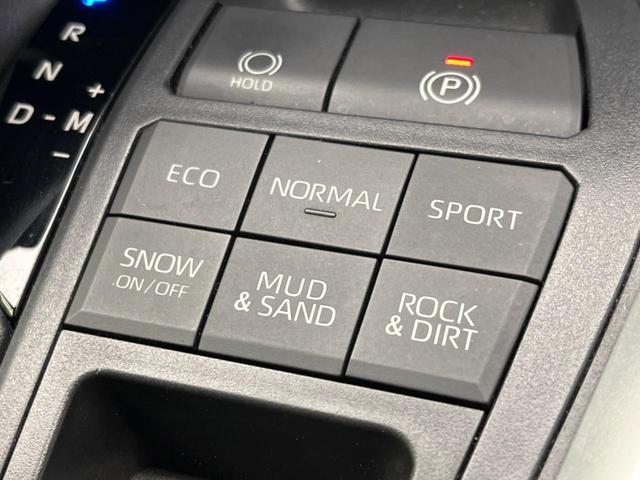 R
N
+
D - M
–
HOLD
P
ECO
NORMAL
SPORT
SNOW
ON/OFF
MUD
& SAND
ROCK
& DIRT